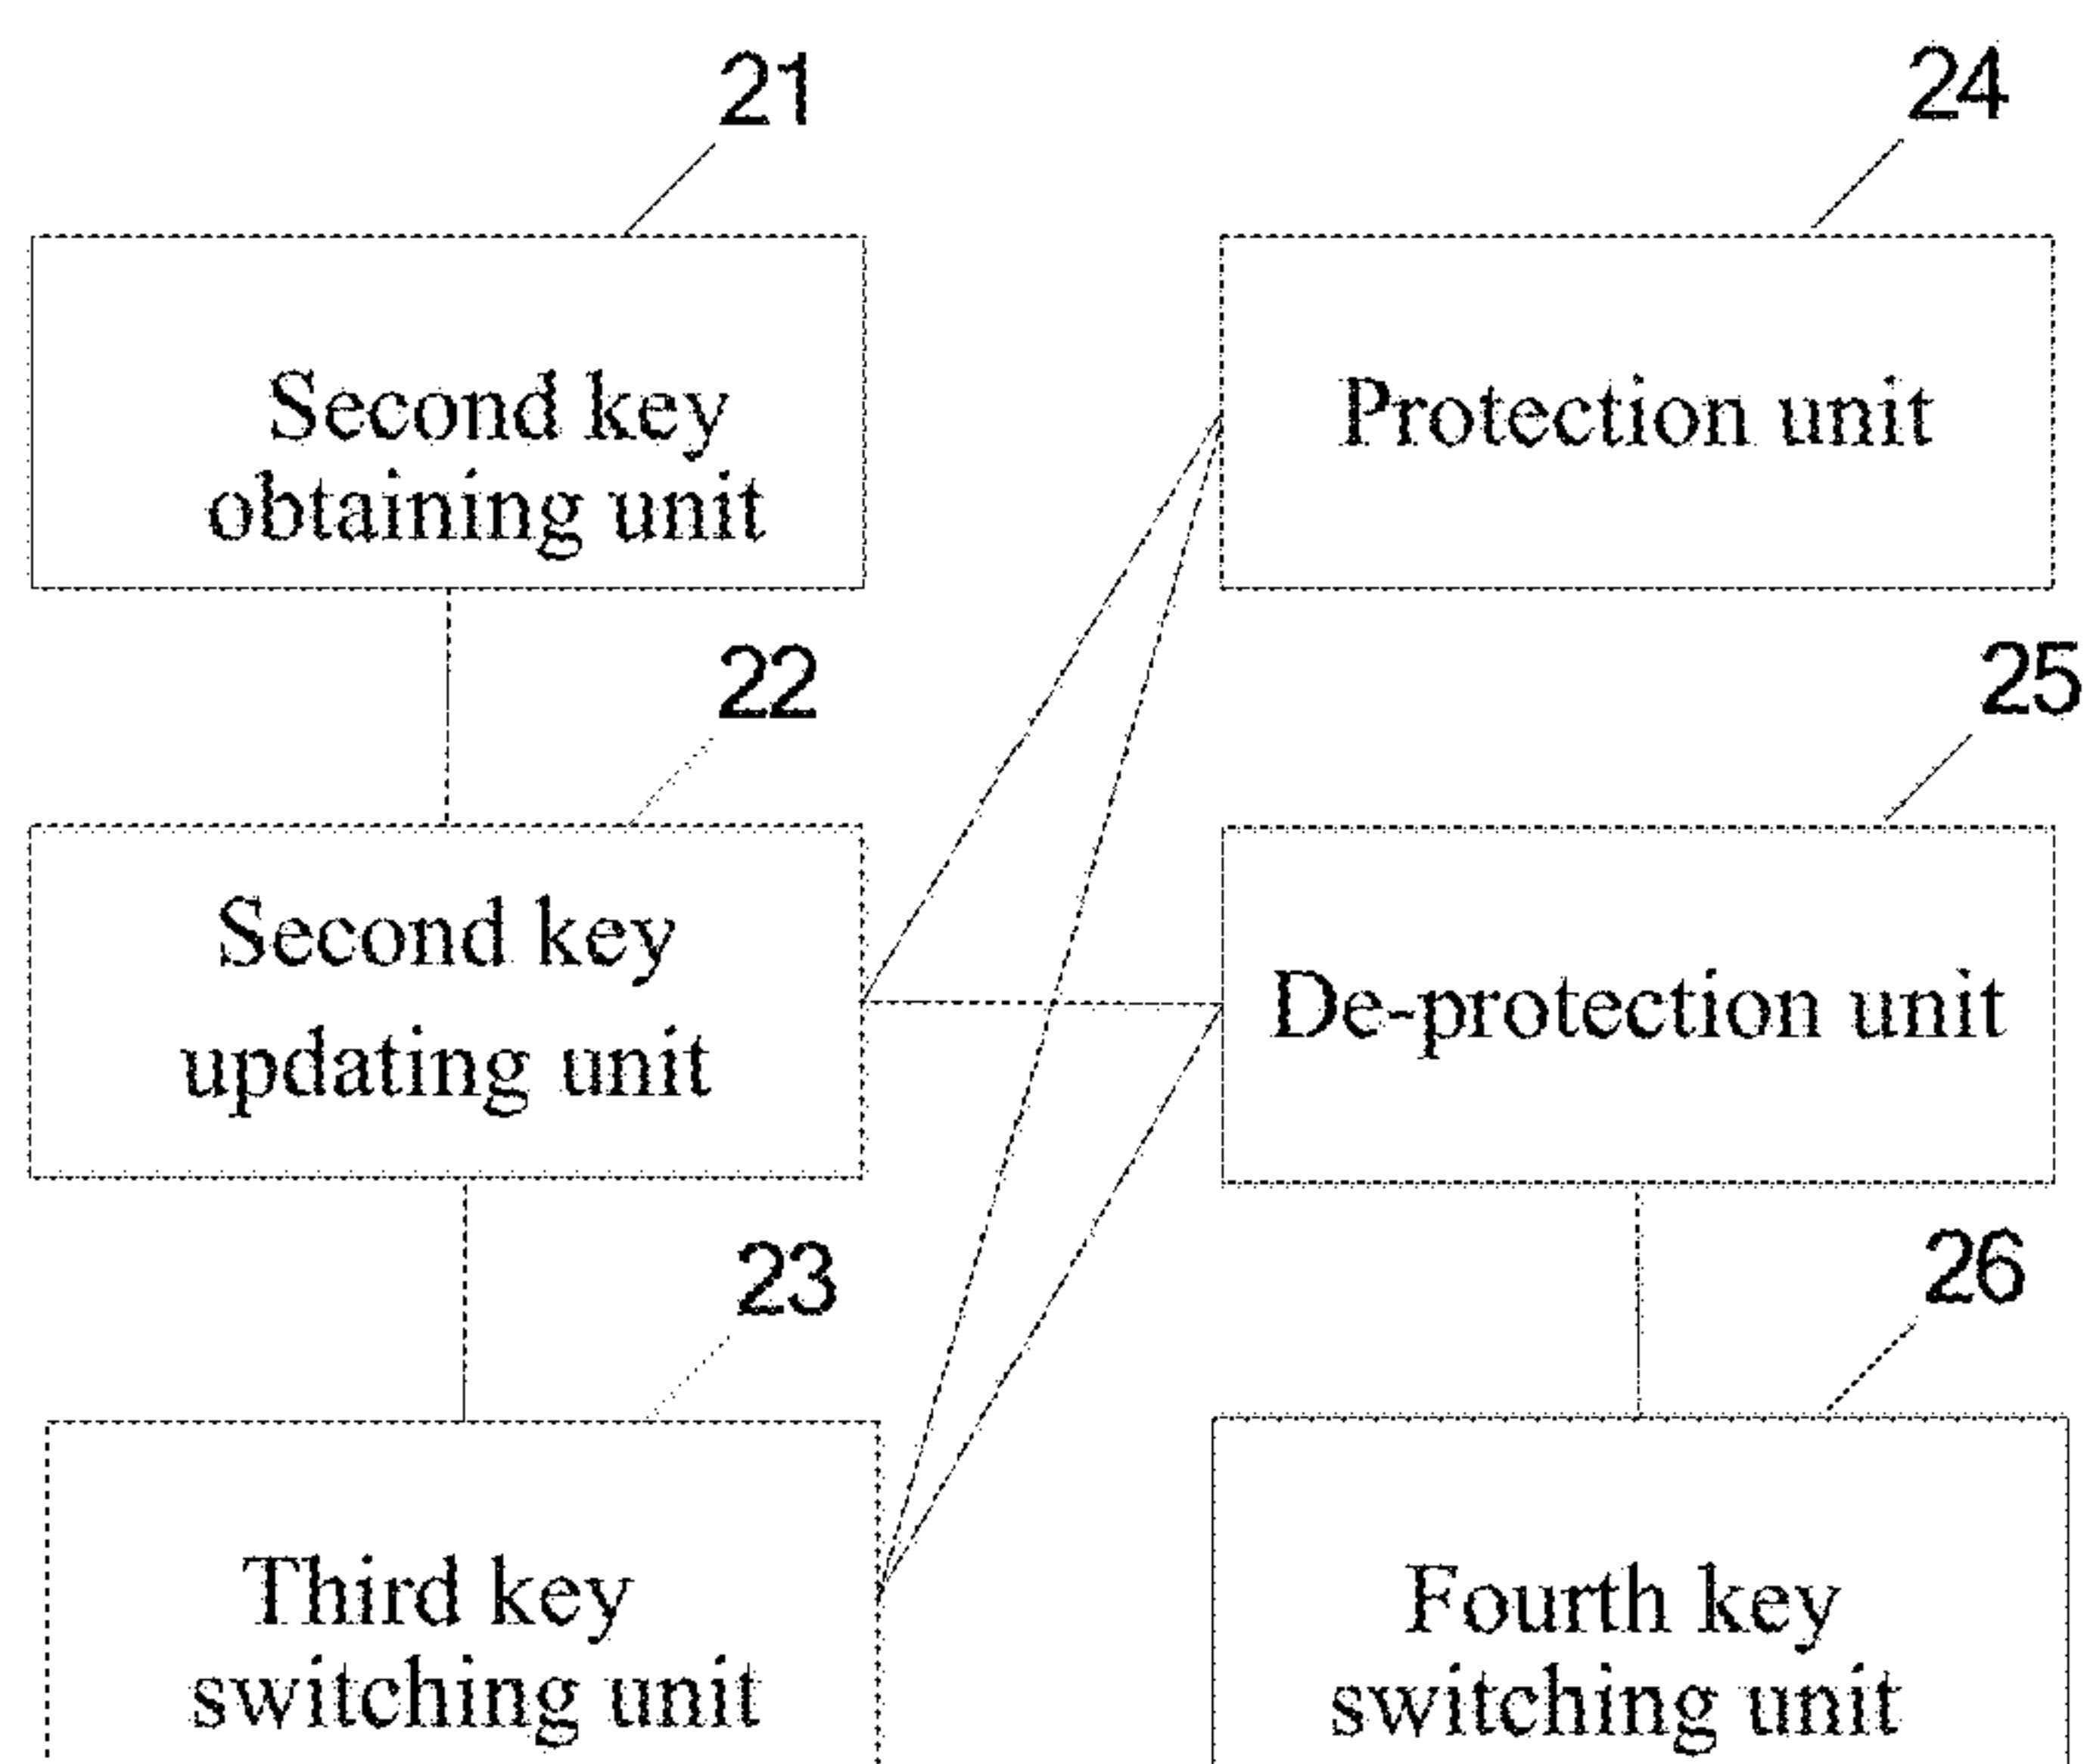 21
24
Second key
obtaining unit
Protection unit
22
25
Second key
updating unit
De-protection unit
23
26
Third key
switching unit
Fourth key
switching unit